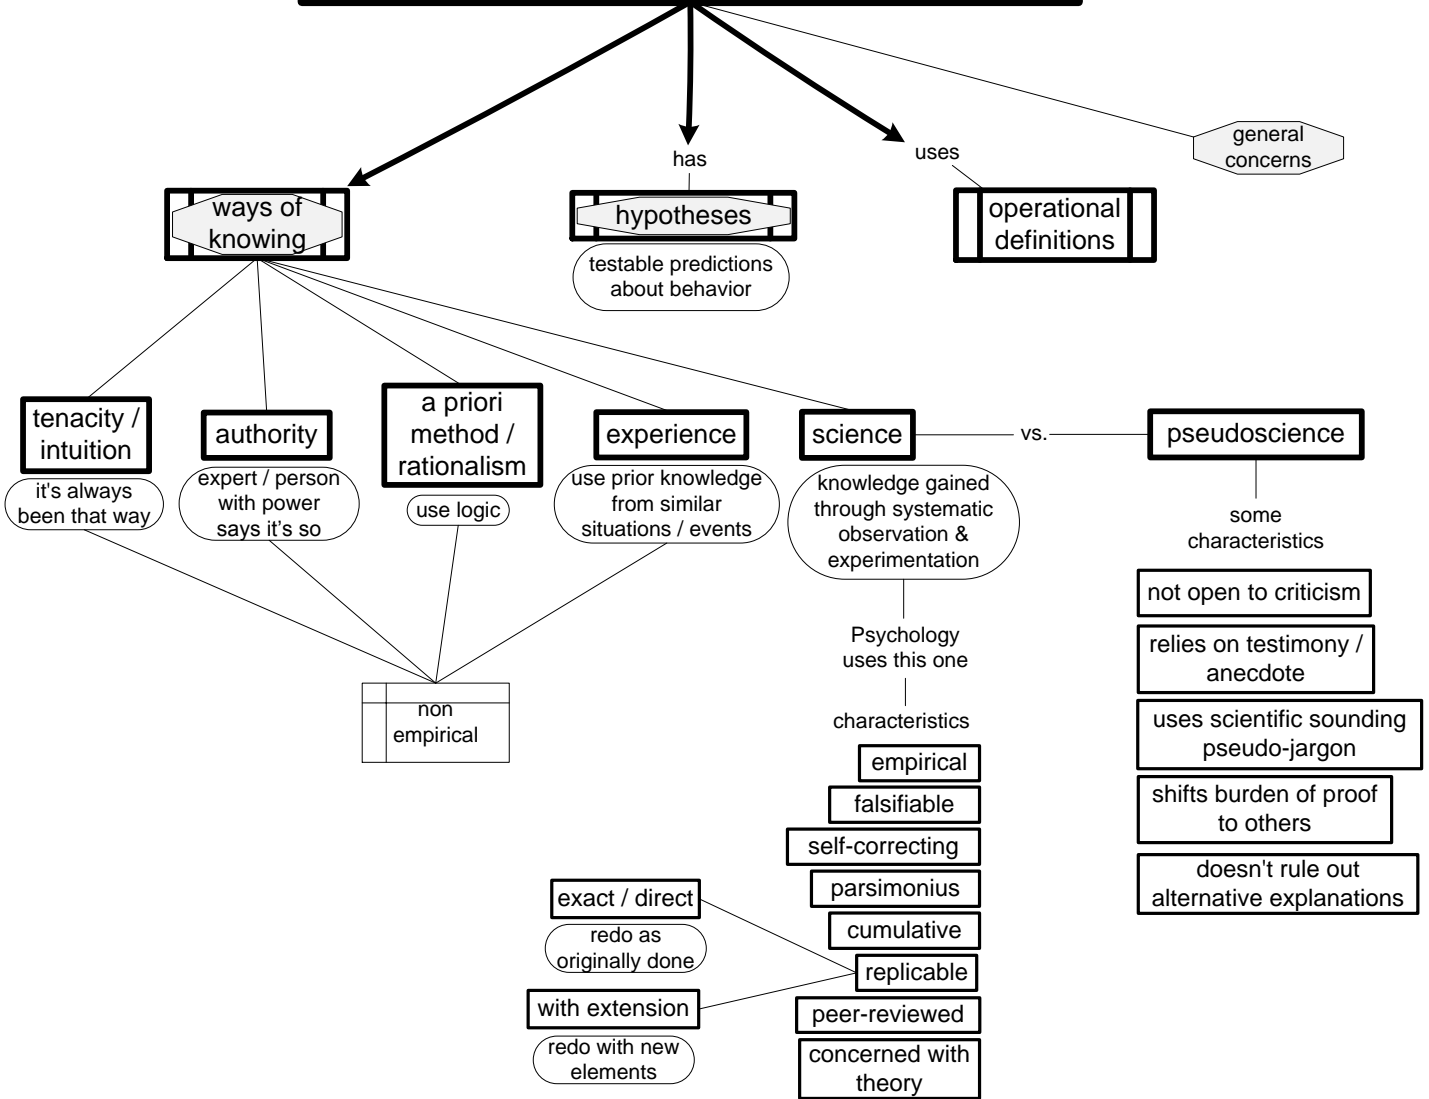 general
concerns
has
uses
ways of
knowing
hypotheses
operational
definitions
testable predictions
about behavior
tenacity /
intuition
authority
a priori
method /
rationalism
experience
science
vs.
pseudoscience
it's always
been that way
expert / person
with power
says it's so
use logic
use prior knowledge
from similar
situations / events
knowledge gained
through systematic
observation &
experimentation
some
characteristics
not open to criticism
relies on testimony /
anecdote
uses scientific sounding
pseudo-jargon
shifts burden of proof
to others
doesn't rule out
alternative explanations
Psychology
uses this one
non
empirical
characteristics
empirical
falsifiable
self-correcting
parsimonius
cumulative
replicable
peer-reviewed
concerned with
theory
exact / direct
redo as
originally done
with extension
redo with new
elements